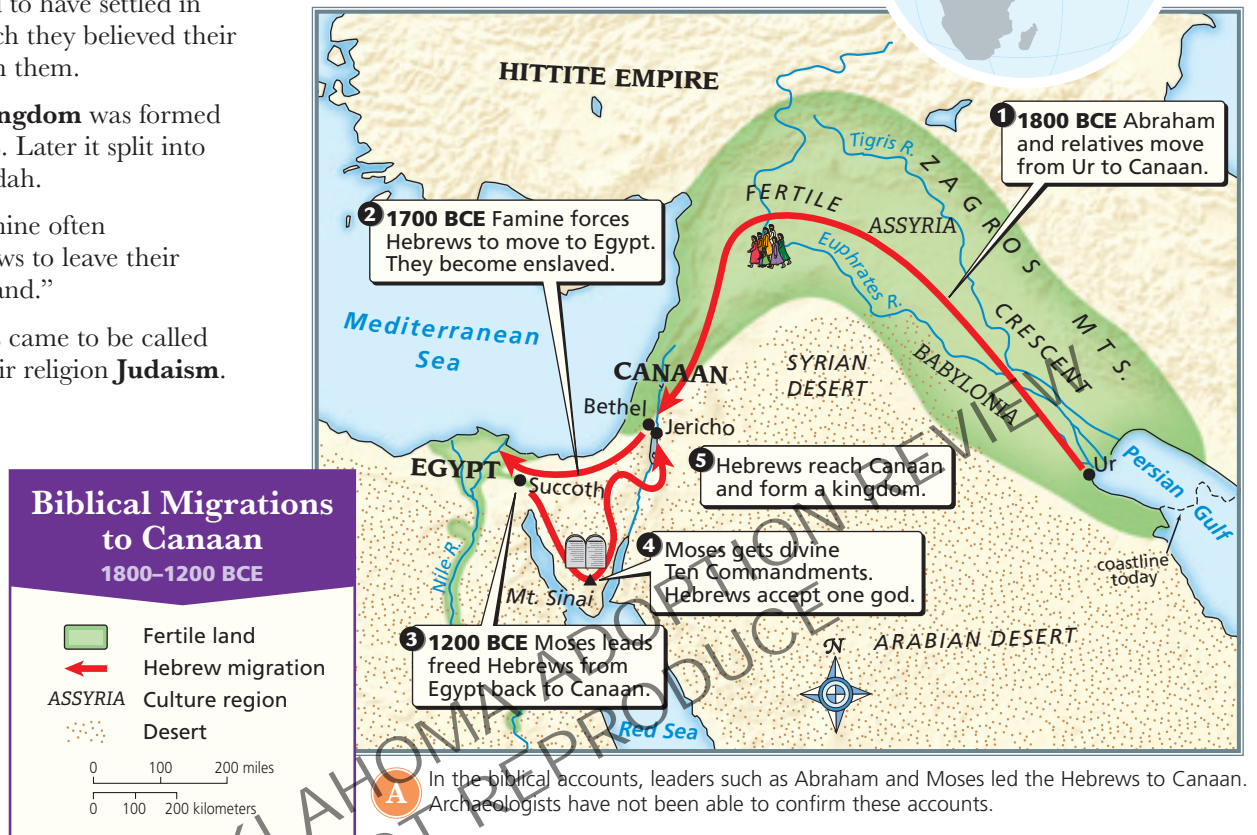 l to have settled in
ch they believed their
n them.
ngdom was formed
s. Later it split into
dah.
nine often
ws to leave their
and.”
s came to be called
ir religion Judaism.
Biblical Migrations
to Canaan
1800–1200 BCE
Fertile land
Hebrew migration
ASSYRIA Culture region
Desert
0 100 200 miles
0 100 200 kilometers
HITTITE EMPIRE
1 1800 BCE Abraham
and relatives move
from Ur to Canaan.
Tigris R.
ZAGROS MTS.
FERTILE CRESCENT
ASSYRIA
2 1700 BCE Famine forces
Hebrews to move to Egypt.
They become enslaved.
Euphrates R.
Mediterranean
Sea
SYRIAN
DESERT
BABYLONIA
CANAAN
Bethel
Jericho
EGYPT
Succoth
5 Hebrews reach Canaan
and form a kingdom.
Ur
Persian
Gulf
coastline
today
Nile R.
4 Moses gets divine
Ten Commandments.
Hebrews accept one god.
Mt. Sinai
3 1200 BCE Moses leads
freed Hebrews from
Egypt back to Canaan.
N
ARABIAN DESERT
Red Sea
A In the biblical accounts, leaders such as Abraham and Moses led the Hebrews to Canaan.
Archaeologists have not been able to confirm these accounts.
KLAHOMA ADOPTION REVIEW
OT REPRODUCE